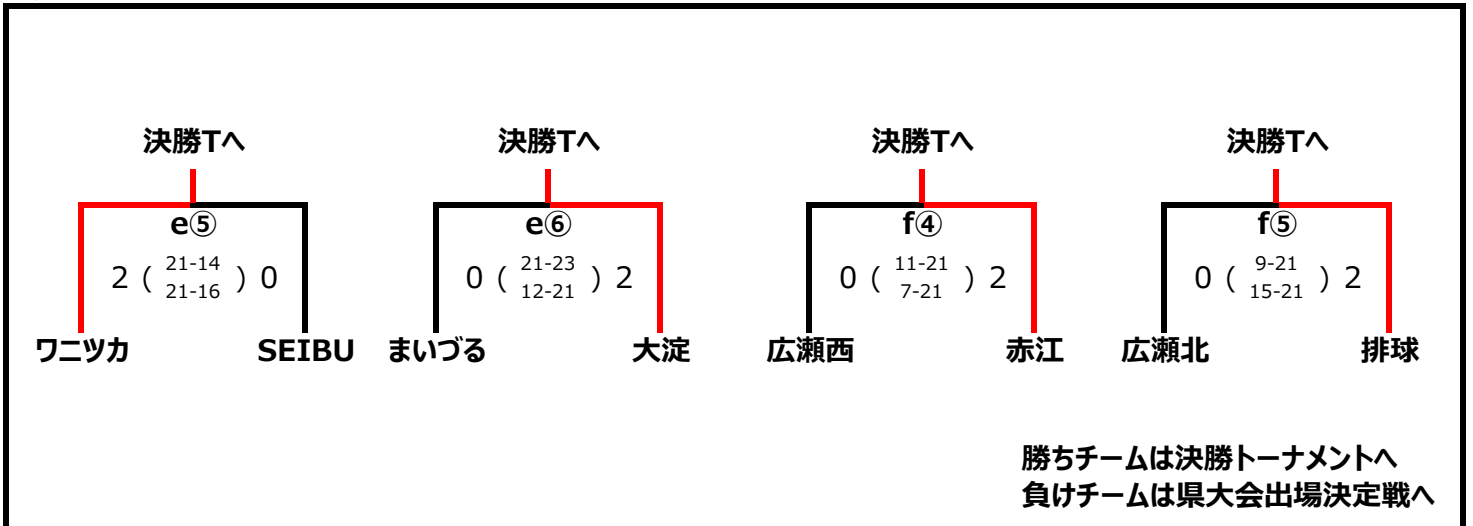 決勝Tへ 決勝Tへ 決勝Tへ 決勝Tへ
e⑤ e⑥ f④ f⑤
2 ( 21-14 ) 0 0 ( 21-23 ) 2 0 ( 11-21 ) 2 0 ( 9-21 ) 2
21-16 12-21 7-21 15-21
ワニツカ SEIBU まいづる 大淀 広瀬西 赤江 広瀬北 排球
勝ちチームは決勝トーナメントへ
負けチームは県大会出場決定戦へ